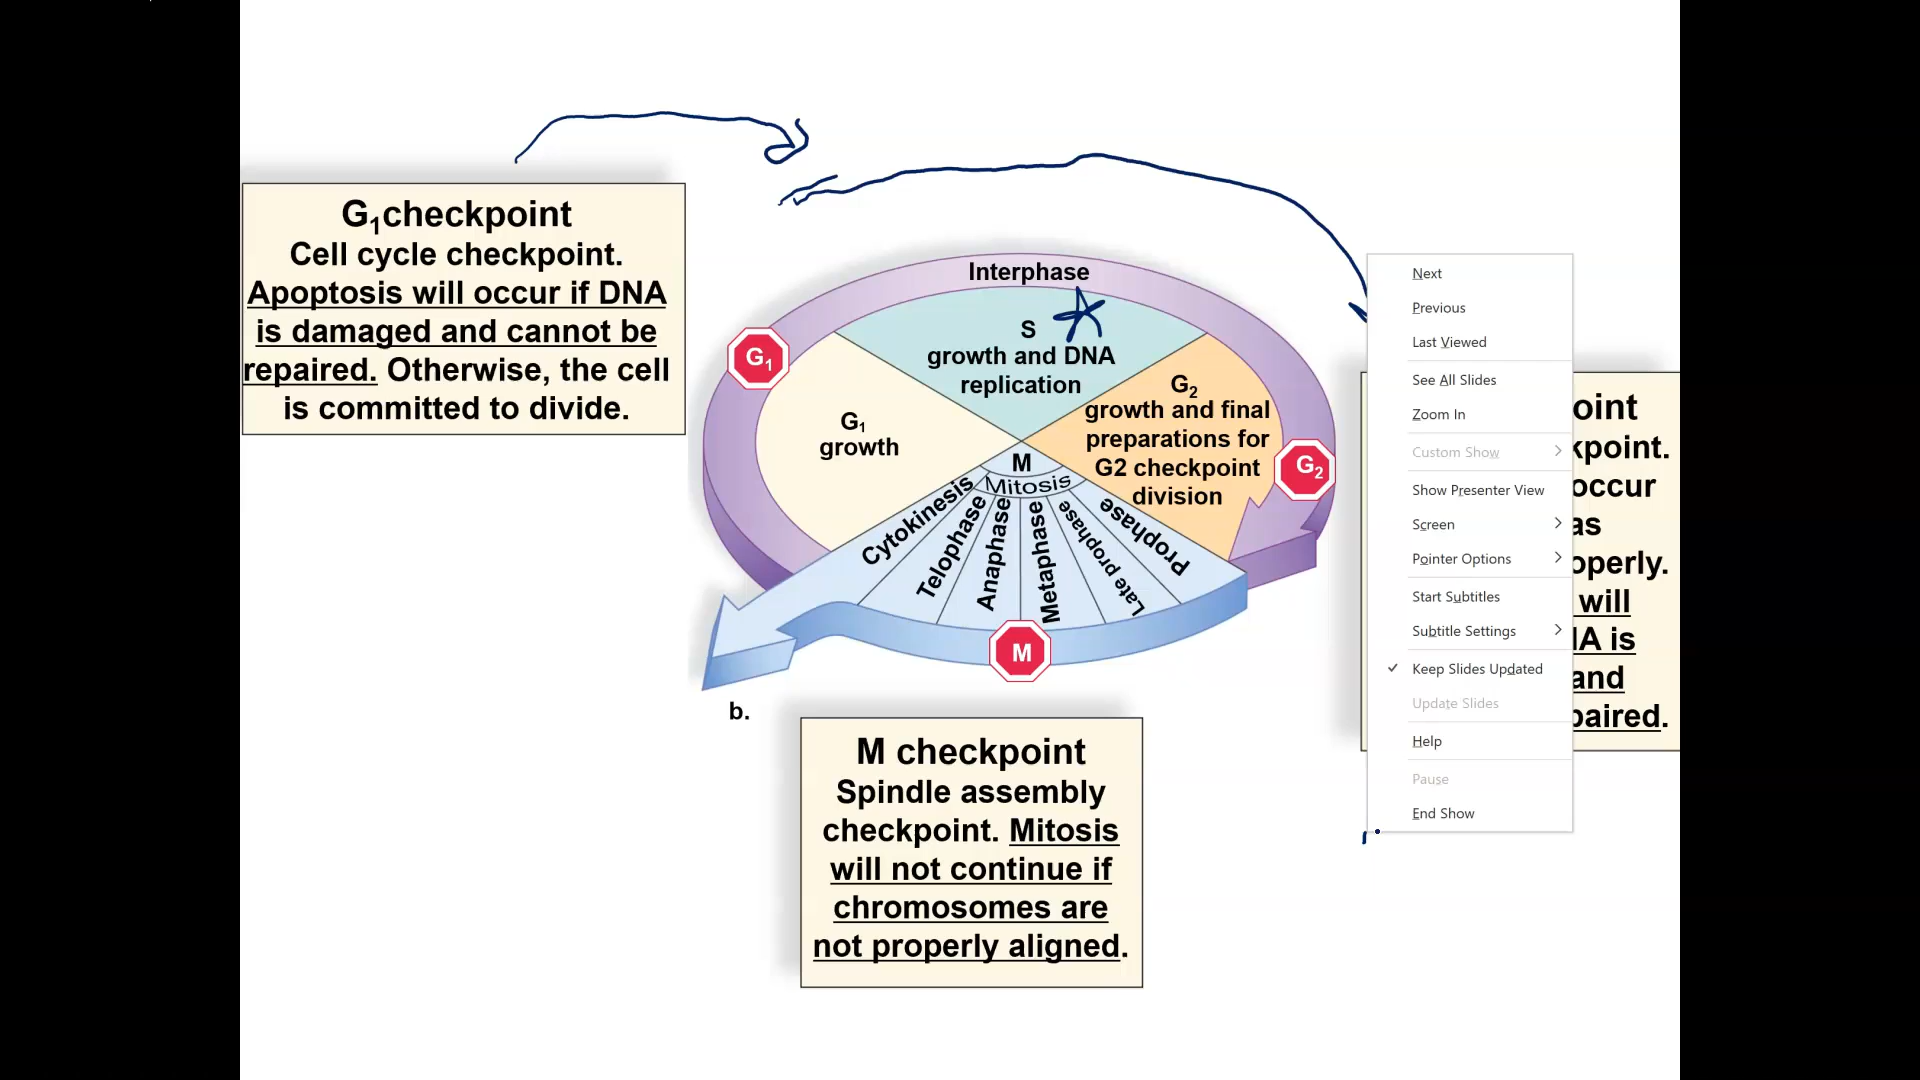 G₁checkpoint
Cell cycle checkpoint.
Apoptosis will occur if DNA
is damaged and cannot be
repaired. Otherwise, the cell
is committed to divide.
Interphase
S
growth and DNA
replication
G₁
G₁
growth
G₂
growth and final
preparations for
G2 checkpoint
division
G₂
M
Mitosis
Cytokinesis
Telophase
Anaphase
Metaphase
Late prophase
Prophase
M
b.
M checkpoint
Spindle assembly
checkpoint. Mitosis
will not continue if
chromosomes are
not properly aligned.
Next
Previous
Last Viewed
See All Slides
Zoom In
Custom Show
Show Presenter View
Screen
Pointer Options
Start Subtitles
Subtitle Settings
Keep Slides Updated
Update Slides
Help
Pause
End Show
oint
kpoint.
occur
as
operly.
will
is
and
paired.